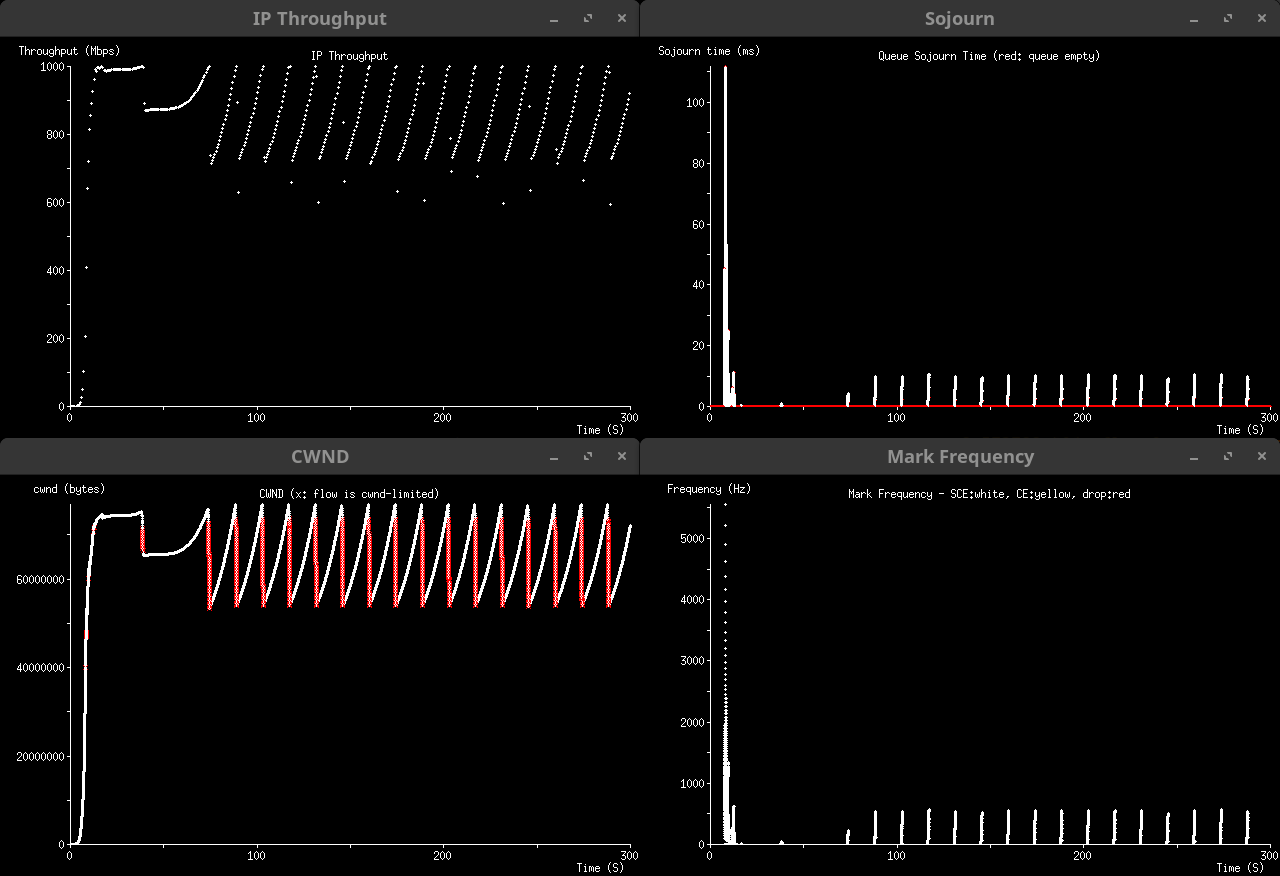 IP Throughput
Throughput (Mbps)
IP Throughput
1000
800
600
400
200
0
0
100
200
300
Time (S)
Sojourn
Sojourn time (ms)
Queue Sojourn Time (red: queue empty)
100
80
60
40
20
0
0
100
200
300
Time (S)
CWND
cwnd (bytes)
CWND (x: flow is cwnd-limited)
60000000
40000000
20000000
0
0
100
200
300
Time (S)
Mark Frequency
Frequency (Hz)
Mark Frequency - SCE:white, CE:yellow, drop:red
5000
4000
3000
2000
1000
0
0
100
200
300
Time (S)